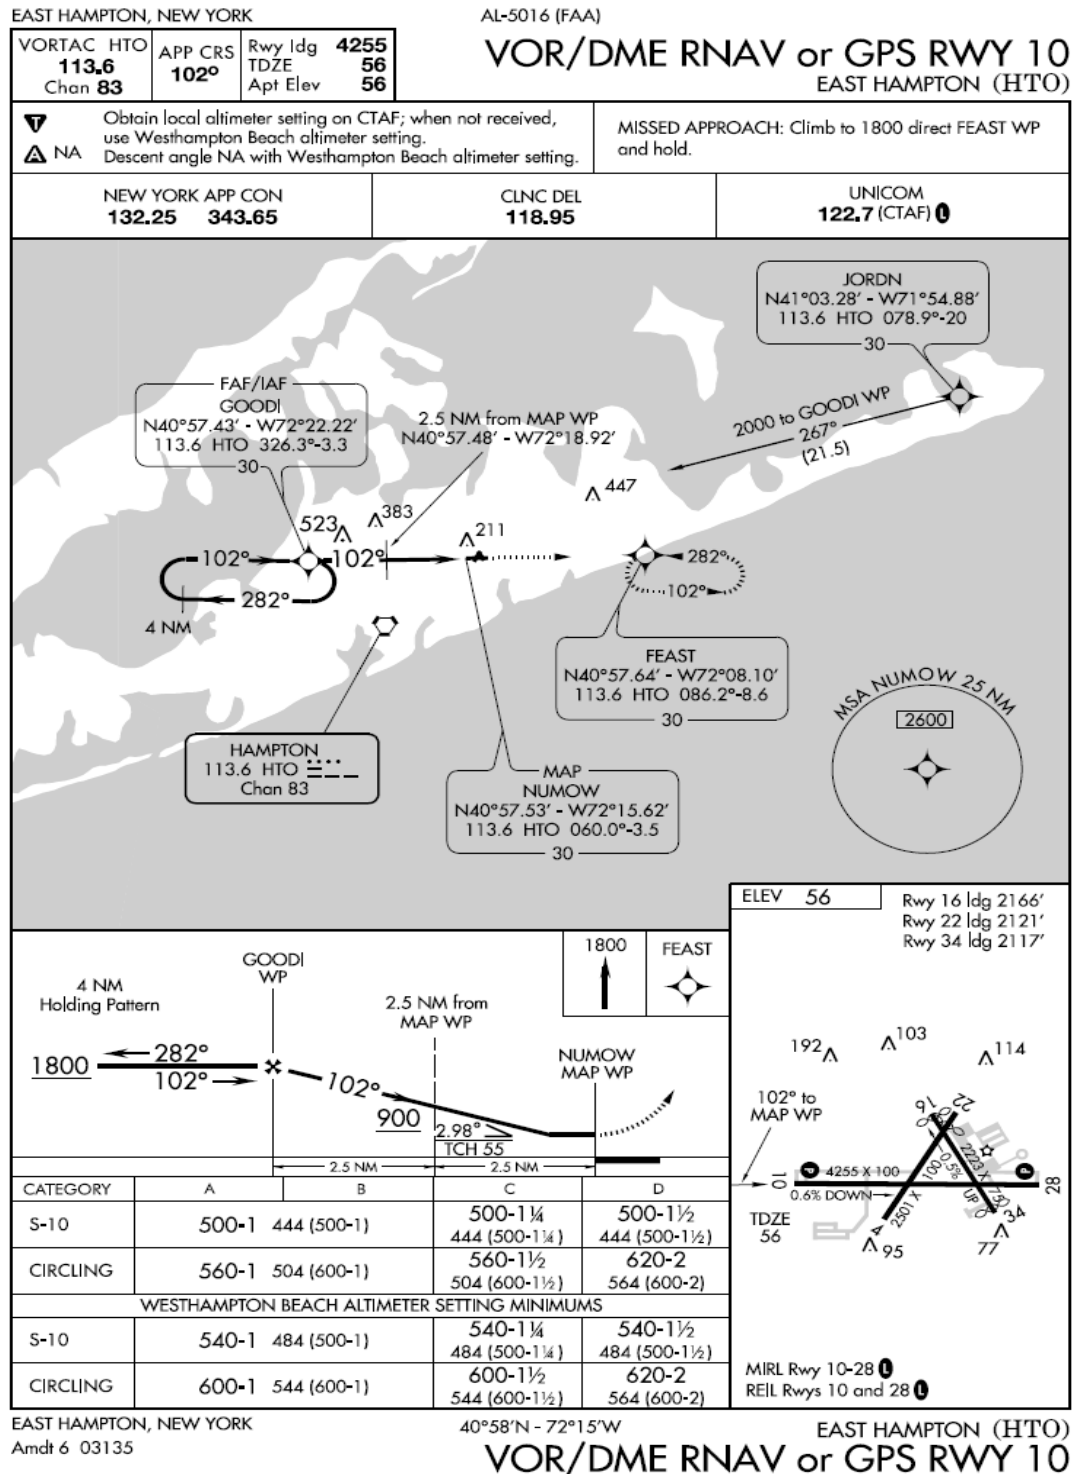 EAST HAMPTON, NEW YORK
AL-5016 (FAA)
VORTAC HTO
113.6
Chan 83
APP CRS
102°
Rwy ldg 4255
TDZE 56
Apt Elev 56
VOR/DME RNAV or GPS RWY 10
EAST HAMPTON (HTO)
T
A NA
Obtain local altimeter setting on CTAF; when not received,
use Westhampton Beach altimeter setting.
Descent angle NA with Westhampton Beach altimeter setting.
MISSED APPROACH: Climb to 1800 direct FEAST WP
and hold.
NEW YORK APP CON
132.25 343.65
CLNC DEL
118.95
UNICOM
122.7 (CTAF) L
JORDN
N41°03.28′ - W71°54.88′
113.6 HTO 078.9°-20
30
FAF/IAF
GOODI
N40°57.43′ - W72°22.22′
113.6 HTO 326.3°-3.3
30
2.5 NM from MAP WP
N40°57.48′ - W72°18.92′
2000 to GOODI WP
267°
(21.5)
447
523
383
211
102°
102°
282°
4 NM
282°
102°
FEAST
N40°57.64′ - W72°08.10′
113.6 HTO 086.2°-8.6
30
HAMPTON
113.6 HTO
Chan 83
MAP
NUMOW
N40°57.53′ - W72°15.62′
113.6 HTO 060.0°-3.5
30
MSA NUMOW 25 NM
2600
ELEV 56
Rwy 16 ldg 2166′
Rwy 22 ldg 2121′
Rwy 34 ldg 2117′
4 NM
Holding Pattern
GOODI
WP
2.5 NM from
MAP WP
1800
FEAST
NUMOW
MAP WP
1800
282°
102°
102°
900
2.98°
TCH 55
2.5 NM
2.5 NM
192
103
114
102° to
MAP WP
16
22
10
P
4255 X 100
P
28
0.6% DOWN
2501 X 100
0.5%
UP
2223 X 75
TDZE
56
4
34
95
77
MIRL Rwy 10-28 L
REIL Rwys 10 and 28 L
CATEGORY A B C D
S-10 500-1 444 (500-1) 500-1¼ 500-1½
444 (500-1¼) 444 (500-1½)
CIRCLING 560-1 504 (600-1) 560-1½ 620-2
504 (600-1½) 564 (600-2)
WESTHAMPTON BEACH ALTIMETER SETTING MINIMUMS
S-10 540-1 484 (500-1) 540-1¼ 540-1½
484 (500-1¼) 484 (500-1½)
CIRCLING 600-1 544 (600-1) 600-1½ 620-2
544 (600-1½) 564 (600-2)
EAST HAMPTON, NEW YORK
Amdt 6 03135
40°58′N - 72°15′W
EAST HAMPTON (HTO)
VOR/DME RNAV or GPS RWY 10